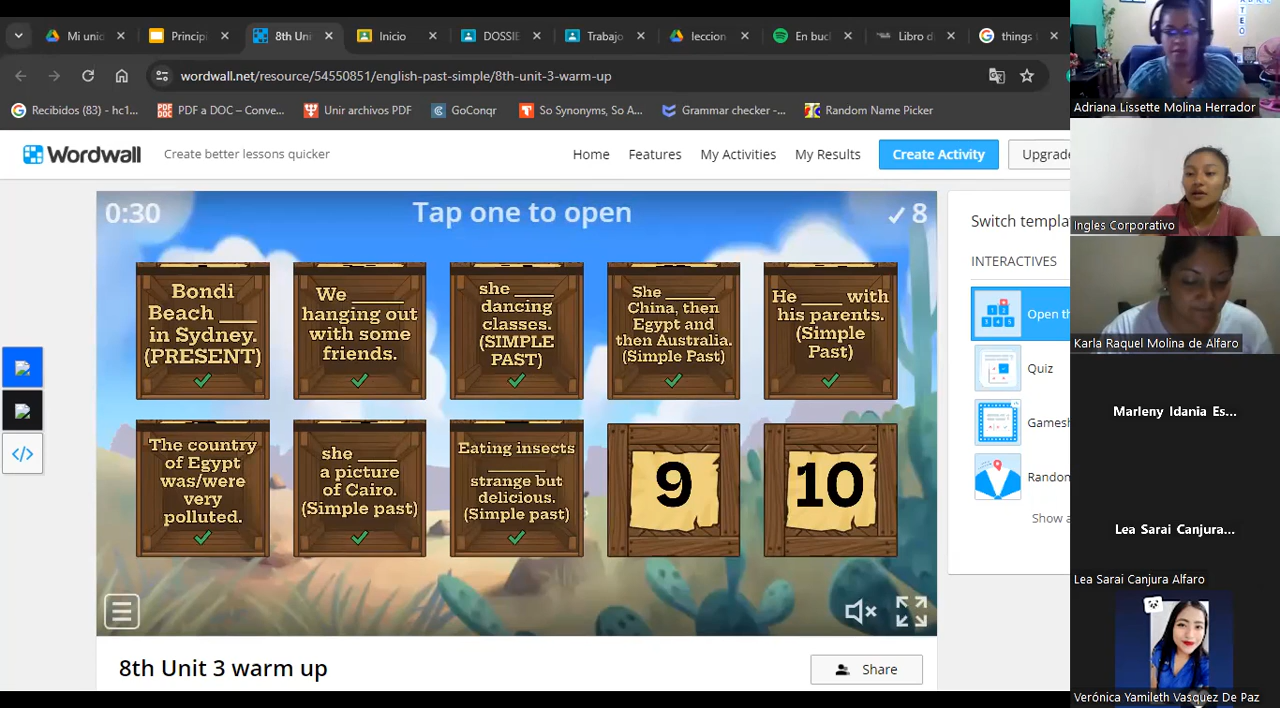 Mi unid
Principi
8th Uni
Inicio
DOSSIE
Trabajo
leccion
En bucl
Libro d
things
wordwall.net/resource/54550851/english-past-simple/8th-unit-3-warm-up
Recibidos (83) - hc1...
PDF a DOC – Conve...
Unir archivos PDF
GoConqr
So Synonyms, So A...
Grammar checker -...
Random Name Picker
Wordwall
Create better lessons quicker
Home
Features
My Activities
My Results
Create Activity
Upgrade
0:30
Tap one to open
✓ 8
Bondi
Beach ___
in Sydney.
(PRESENT)
We _____
hanging out
with some
friends.
she ____
dancing
classes.
(SIMPLE
PAST)
She _____
China, then
Egypt and
then Australia.
(Simple Past)
He ____ with
his parents.
(Simple
Past)
The country
of Egypt
was/were
very
polluted.
she ____
a picture
of Cairo.
(Simple past)
Eating insects
_______
strange but
delicious.
(Simple past)
9
10
8th Unit 3 warm up
Share
Switch templa
INTERACTIVES
Open th
Quiz
Gamesh
Random
Show a
Adriana Lissette Molina Herrador
Ingles Corporativo
Karla Raquel Molina de Alfaro
Marleny Idania Es...
Lea Sarai Canjura...
Lea Sarai Canjura Alfaro
Verónica Yamileth Vasquez De Paz